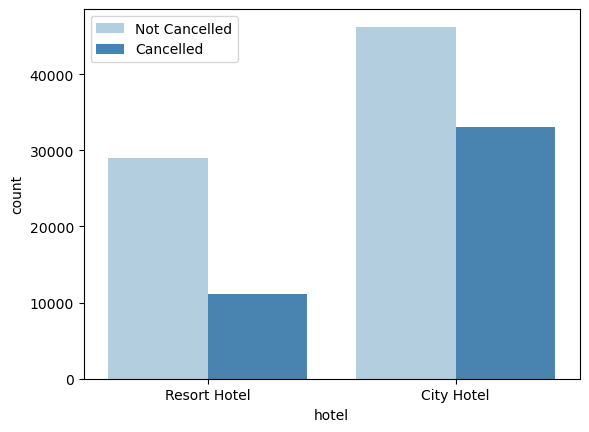 Not Cancelled
Cancelled
40000
30000
20000
10000
0
count
Resort Hotel
City Hotel
hotel